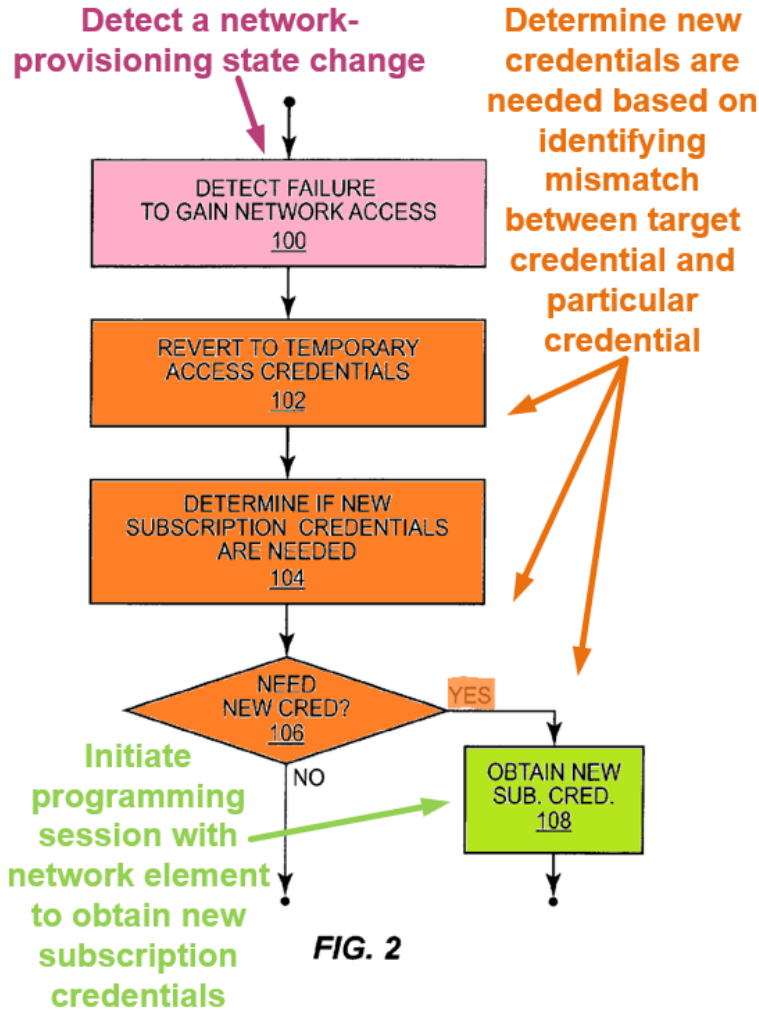 Detect a network-
provisioning state change
Determine new
credentials are
needed based on
identifying
mismatch
between target
credential and
particular
credential
DETECT FAILURE
TO GAIN NETWORK ACCESS
100
REVERT TO TEMPORARY
ACCESS CREDENTIALS
102
DETERMINE IF NEW
SUBSCRIPTION CREDENTIALS
ARE NEEDED
104
NEED
NEW CRED?
106
YES
NO
OBTAIN NEW
SUB. CRED.
108
Initiate
programming
session with
network element
to obtain new
subscription
credentials
FIG. 2